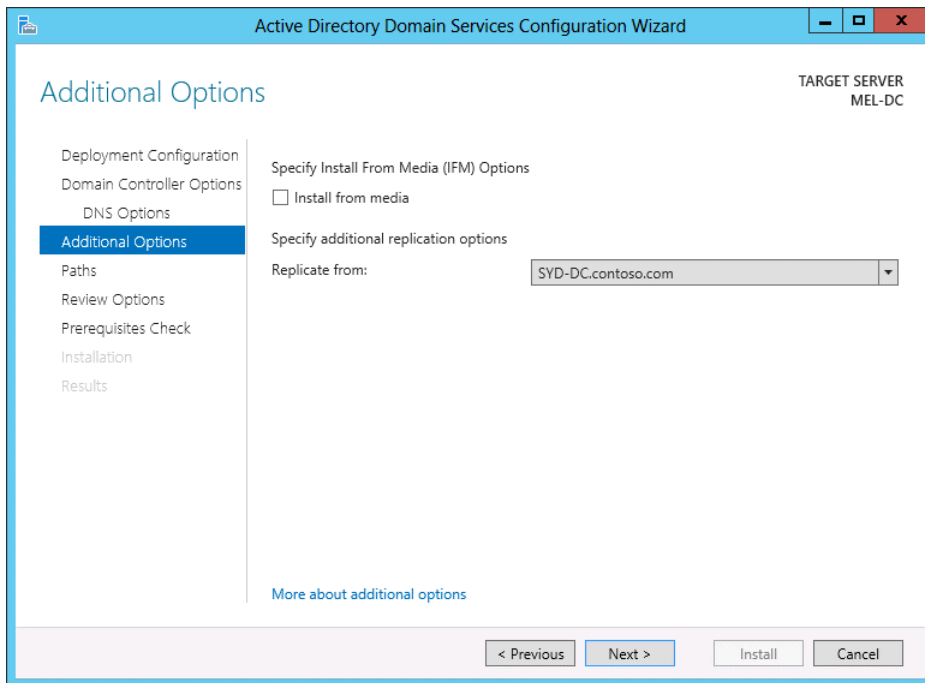 Active Directory Domain Services Configuration Wizard
Additional Options
TARGET SERVER
MEL-DC
Deployment Configuration
Domain Controller Options
DNS Options
Additional Options
Paths
Review Options
Prerequisites Check
Installation
Results
Specify Install From Media (IFM) Options
Install from media
Specify additional replication options
Replicate from:
SYD-DC.contoso.com
More about additional options
< Previous
Next >
Install
Cancel